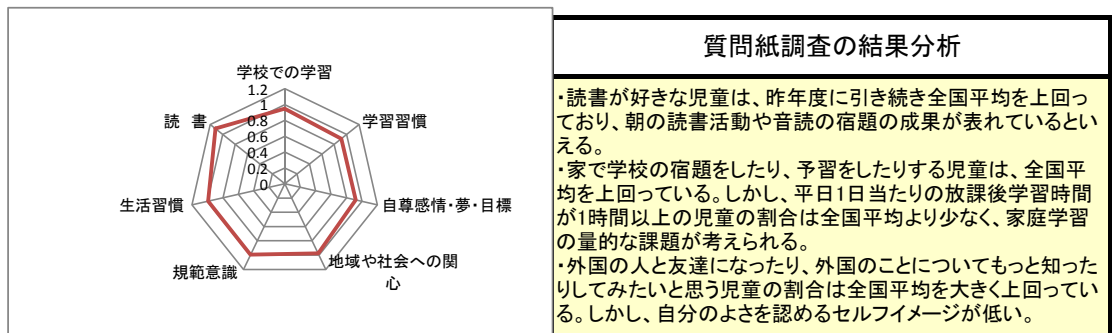 学校での学習
1.2
1
0.8
0.6
0.4
0.2
0
学習習慣
自尊感情・夢・目標
地域や社会への関
心
規範意識
生活習慣
読 書
質問紙調査の結果分析
・読書が好きな児童は、昨年度に引き続き全国平均を上回っ
ており、朝の読書活動や音読の宿題の成果が表れているとい
える。
・家で学校の宿題をしたり、予習をしたりする児童は、全国平
均を上回っている。しかし、平日1日当たりの放課後学習時間
が1時間以上の児童の割合は全国平均より少なく、家庭学習
の量的な課題が考えられる。
・外国の人と友達になったり、外国のことについてもっと知った
りしてみたいと思う児童の割合は全国平均を大きく上回ってい
る。しかし、自分のよさを認めるセルフイメージが低い。